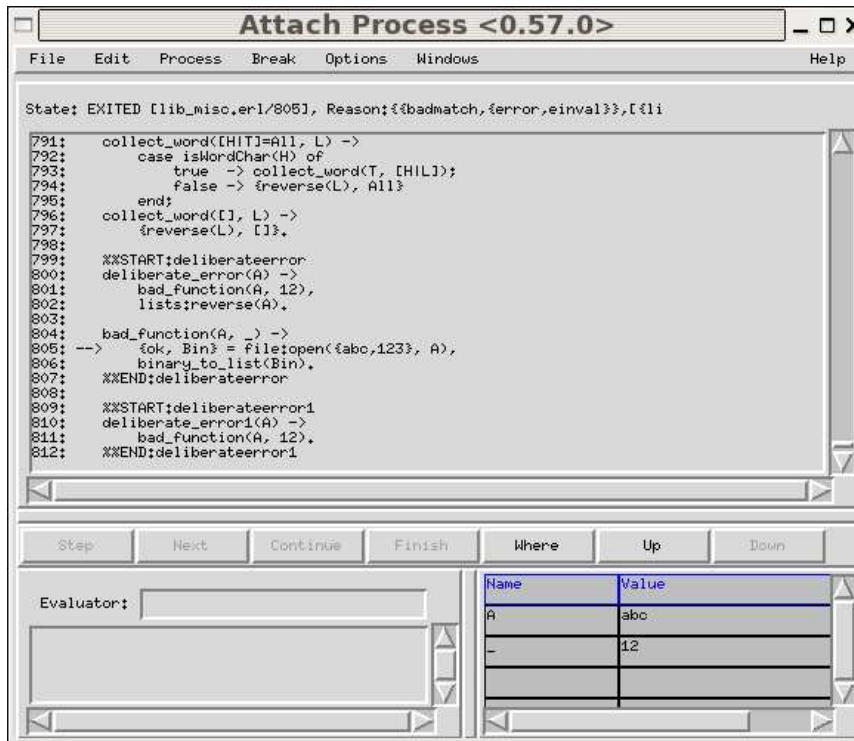 Attach Process <0.57.0>
File Edit Process Break Options Windows Help
State: EXITED [lib_misc.erl/805], Reason:{{badmatch,{error,einval}},[{li
791: collect_word([H|T]=All, L) ->
792: case isWordChar(H) of
793: true -> collect_word(T, [H|L]);
794: false -> {reverse(L), All}
795: end;
796: collect_word([], L) ->
797: {reverse(L), []}.
798:
799: %%START:deliberateerror
800: deliberate_error(A) ->
801: bad_function(A, 12),
802: lists:reverse(A).
803:
804: bad_function(A, _) ->
805: --> {ok, Bin} = file:open({abc,123}, A),
806: binary_to_list(Bin).
807: %%END:deliberateerror
808:
809: %%START:deliberateerror1
810: deliberate_error1(A) ->
811: bad_function(A, 12).
812: %%END:deliberateerror1
Step Next Continue Finish Where Up Down
Evaluator:
Name Value
A abc
_ 12